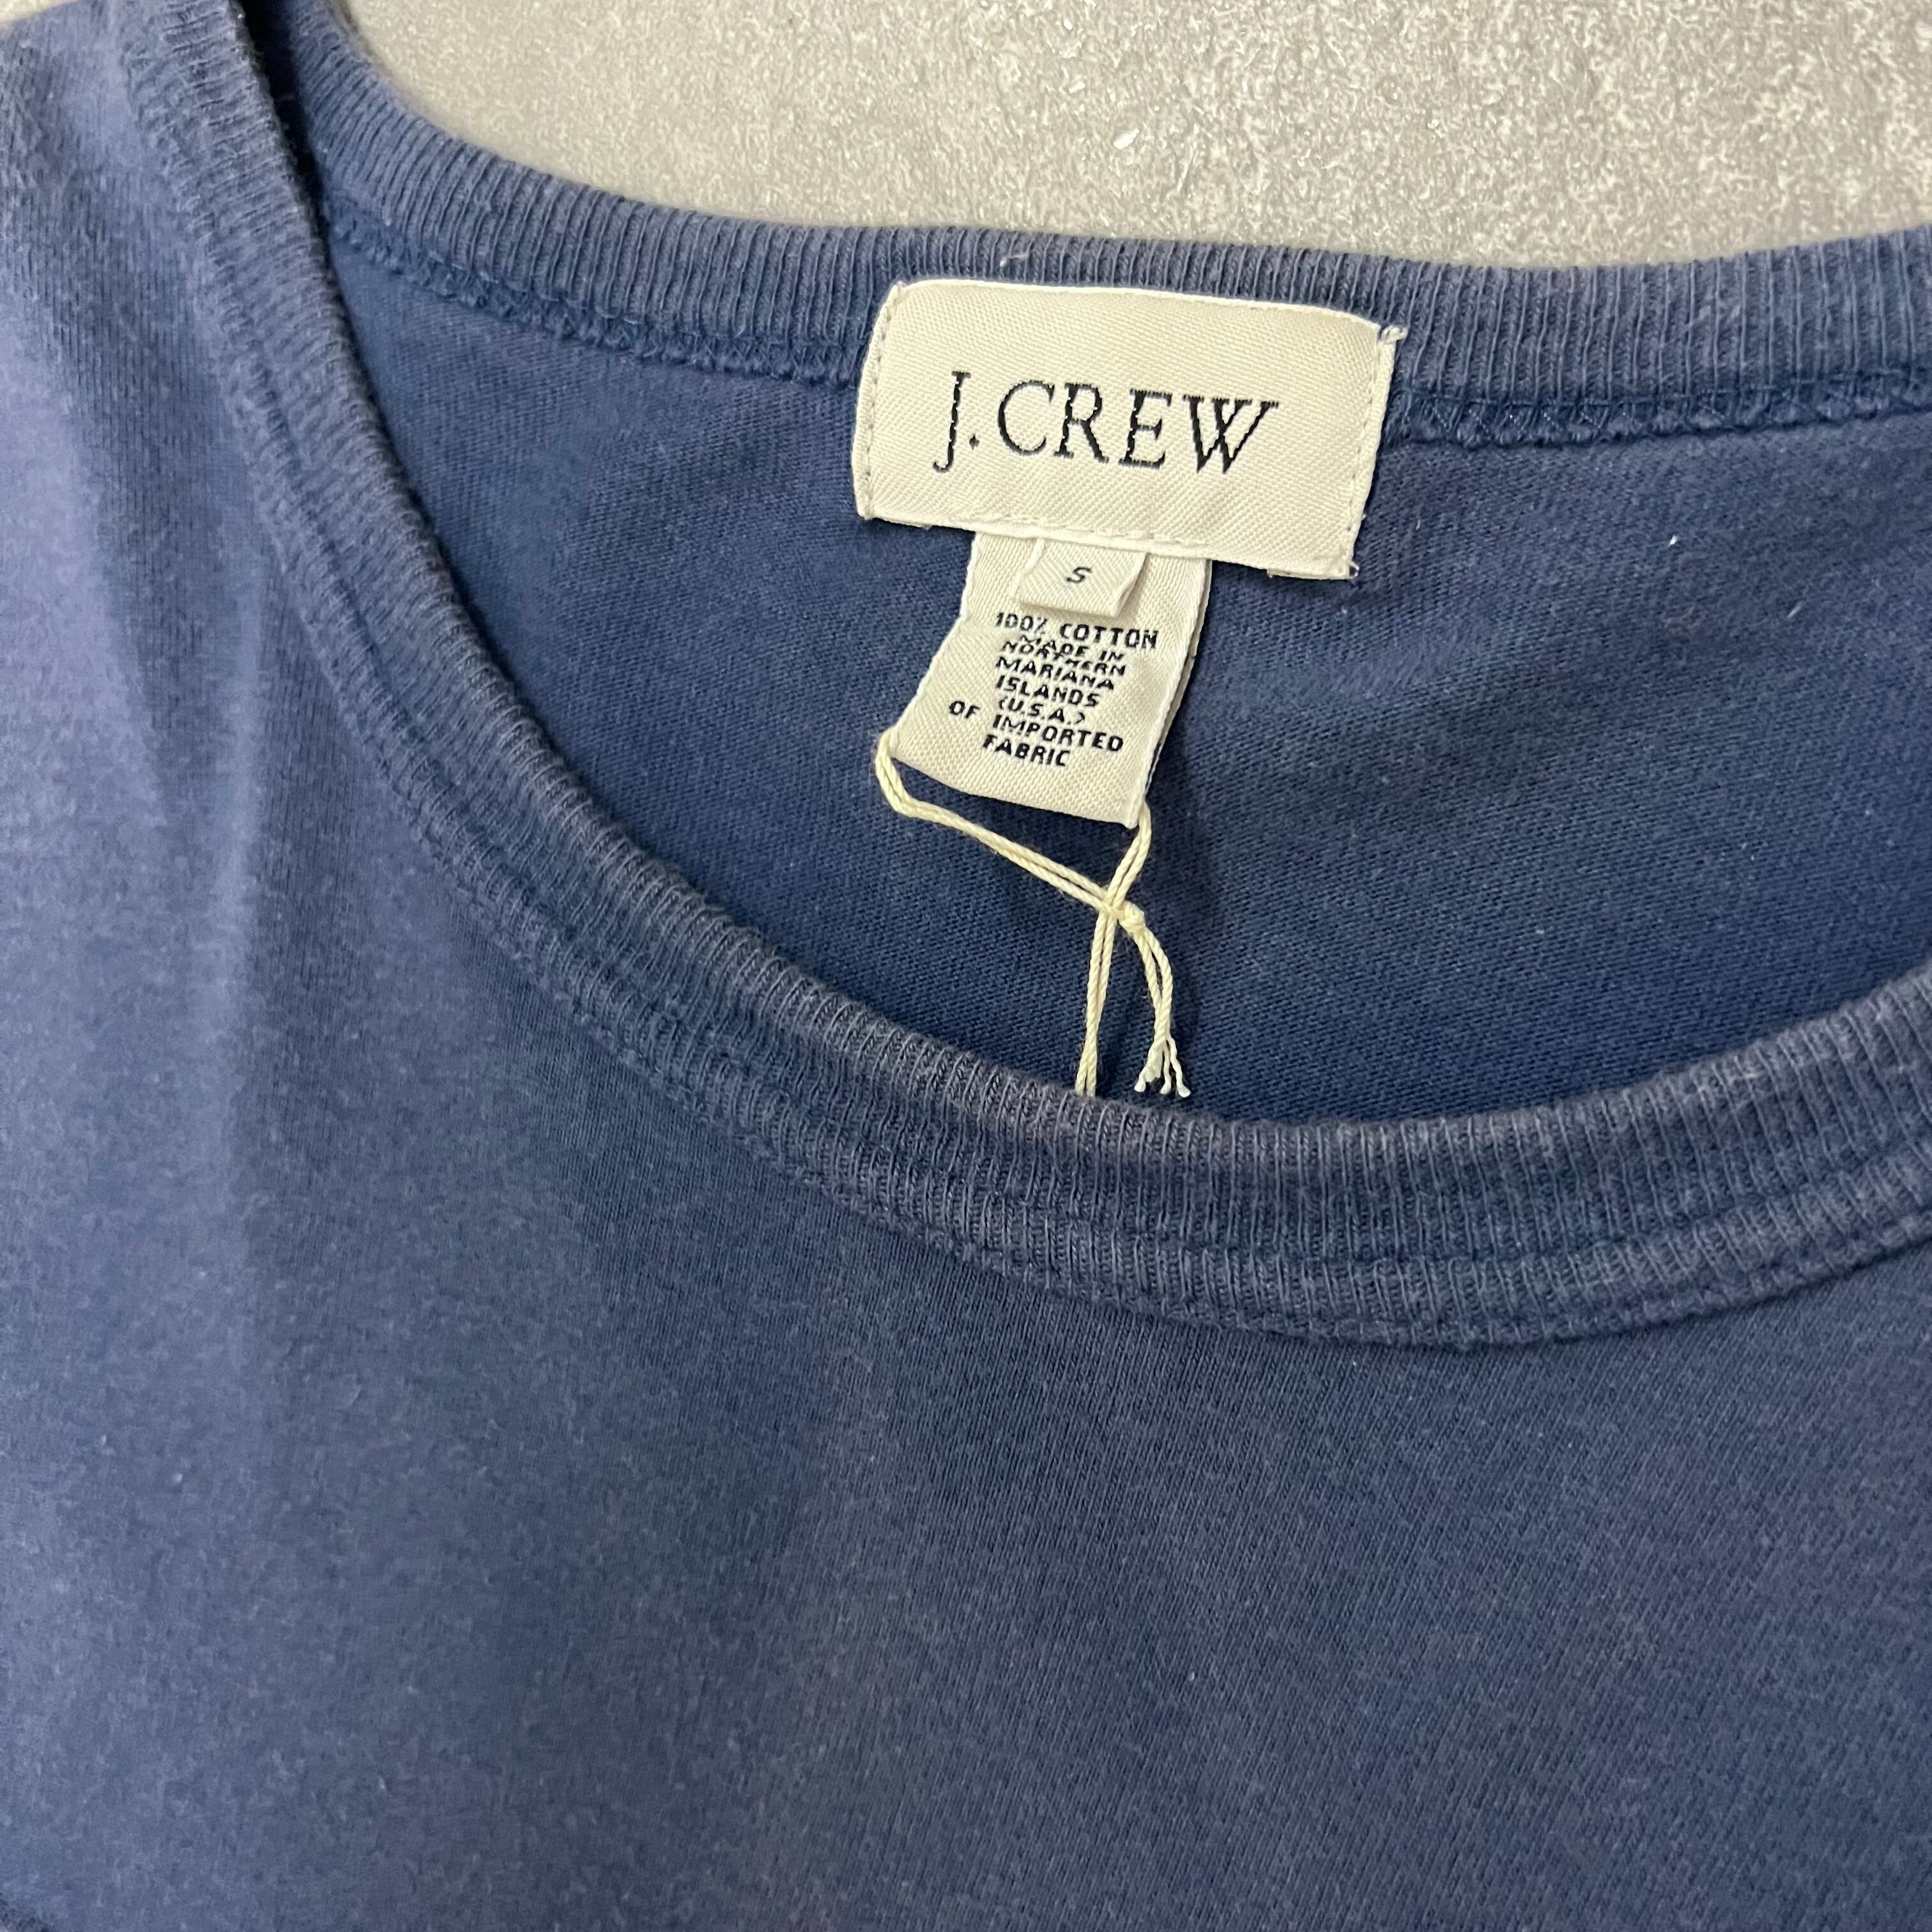 J.CREW
S
100% COTTON
MADE IN
NORTHERN
MARIANA
ISLANDS
(U.S.A.)
OF IMPORTED
FABRIC